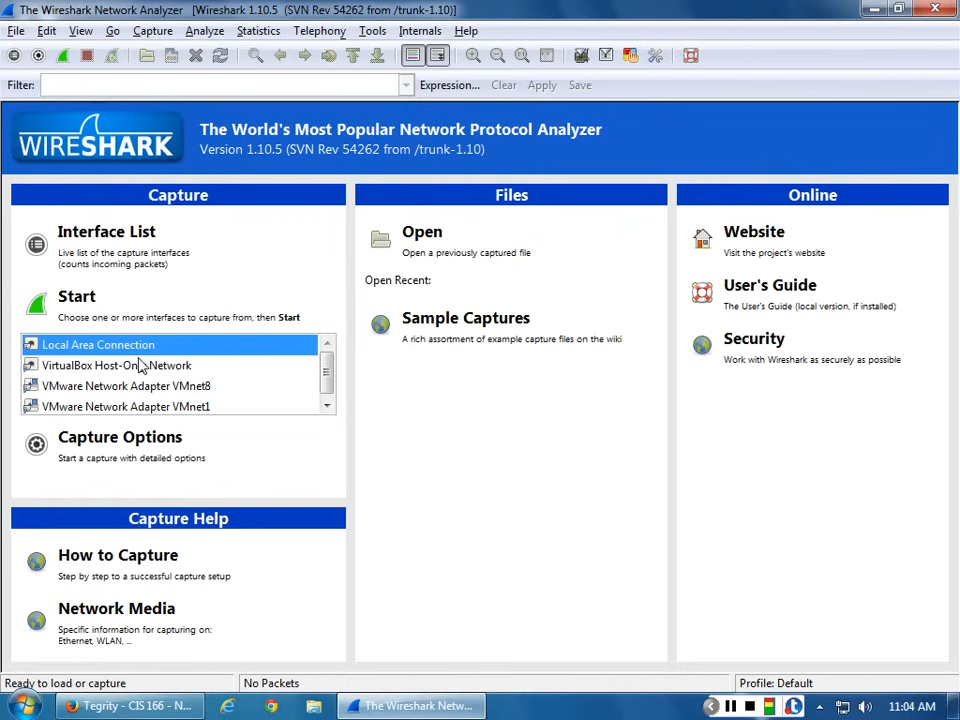 The Wireshark Network Analyzer [Wireshark 1.10.5 (SVN Rev 54262 from /trunk-1.10)]
File Edit View Go Capture Analyze Statistics Telephony Tools Internals Help
Filter: Expression... Clear Apply Save
WIRESHARK
The World's Most Popular Network Protocol Analyzer
Version 1.10.5 (SVN Rev 54262 from /trunk-1.10)
Capture
Interface List
Live list of the capture interfaces
(counts incoming packets)
Start
Choose one or more interfaces to capture from, then Start
Local Area Connection
VirtualBox Host-Only Network
VMware Network Adapter VMnet8
VMware Network Adapter VMnet1
Capture Options
Start a capture with detailed options
Capture Help
How to Capture
Step by step to a successful capture setup
Network Media
Specific information for capturing on:
Ethernet, WLAN, ...
Files
Open
Open a previously captured file
Open Recent:
Sample Captures
A rich assortment of example capture files on the wiki
Online
Website
Visit the project's website
User's Guide
The User's Guide (local version, if installed)
Security
Work with Wireshark as securely as possible
Ready to load or capture No Packets Profile: Default
Tegrity - CIS 166 - N... The Wireshark Netw... 11:04 AM